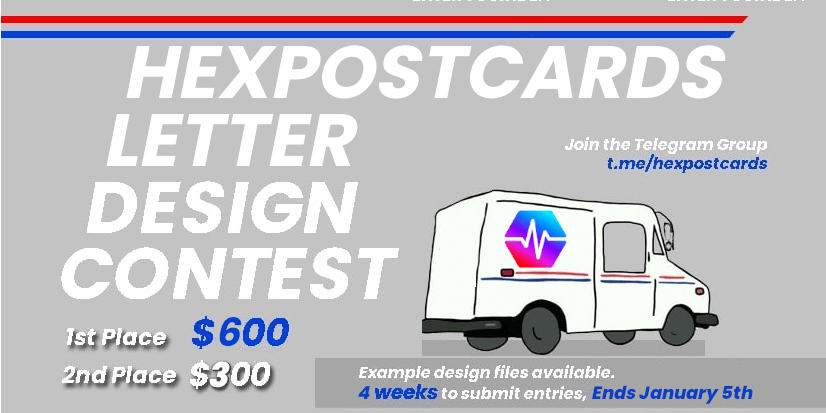 HEXPOSTCARDS
LETTER
DESIGN
CONTEST
Join the Telegram Group
t.me/hexpostcards
1st Place $600
2nd Place $300
Example design files available.
4 weeks to submit entries, Ends January 5th